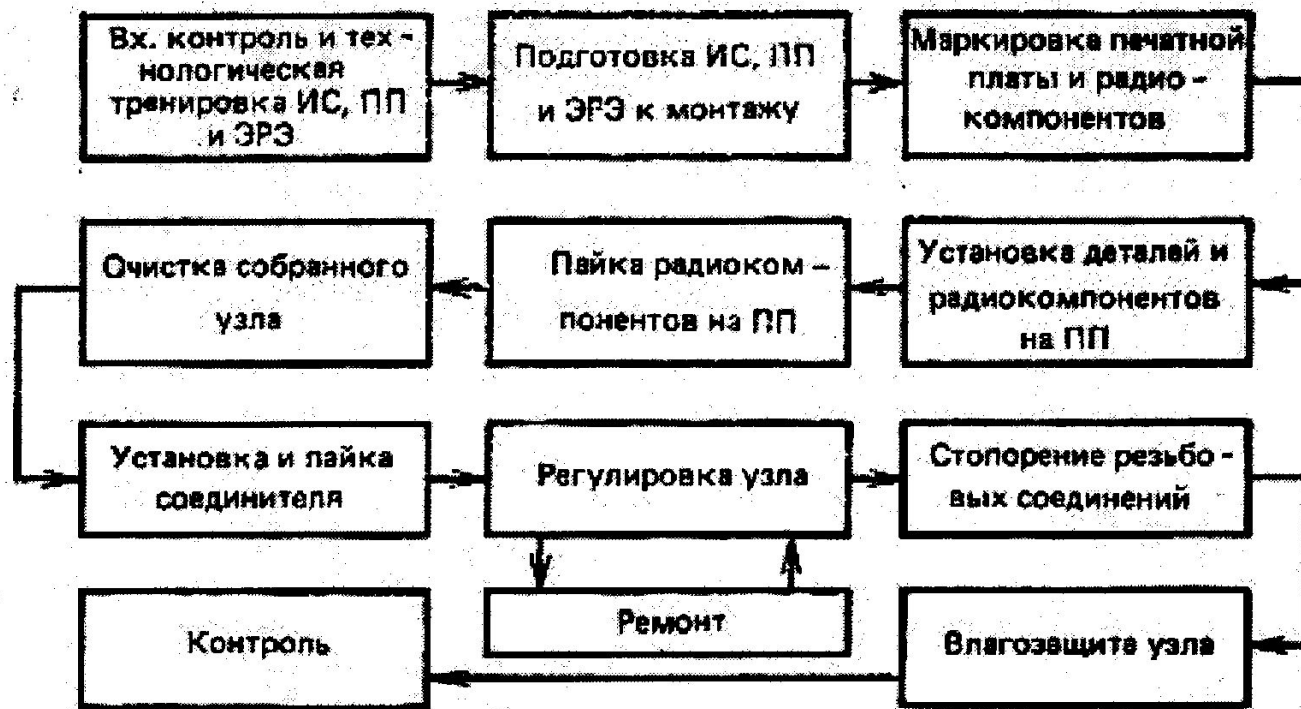 Вх. контроль и тех-
нологическая
тренировка ИС, ПП
и ЭРЭ
Подготовка ИС, ПП
и ЭРЭ к монтажу
Маркировка печатной
платы и радио-
компонентов
Очистка собранного
узла
Пайка радиоком-
понентов на ПП
Установка деталей и
радиокомпонентов
на ПП
Установка и пайка
соединителя
Регулировка узла
Стопорение резьбо-
вых соединений
Контроль
Ремонт
Влагозащита узла